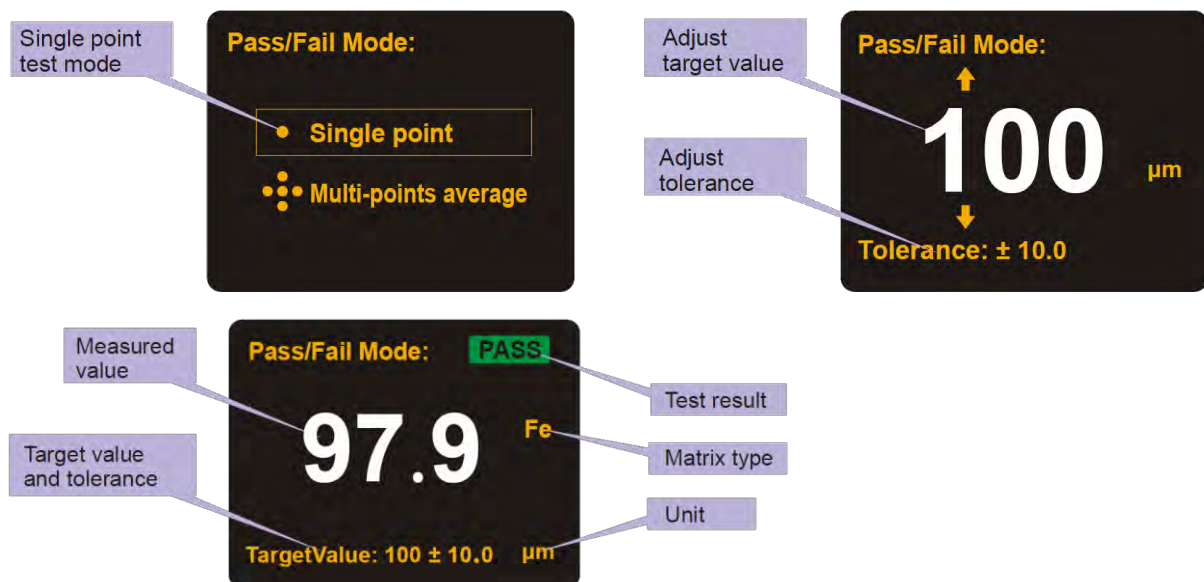 Single point
test mode
Pass/Fail Mode:
Single point
Multi-points average
Adjust
target value
Adjust
tolerance
Pass/Fail Mode:
100
µm
Tolerance: ± 10.0
Measured
value
Target value
and tolerance
Pass/Fail Mode: PASS
97.9
Fe
TargetValue: 100 ± 10.0 µm
Test result
Matrix type
Unit